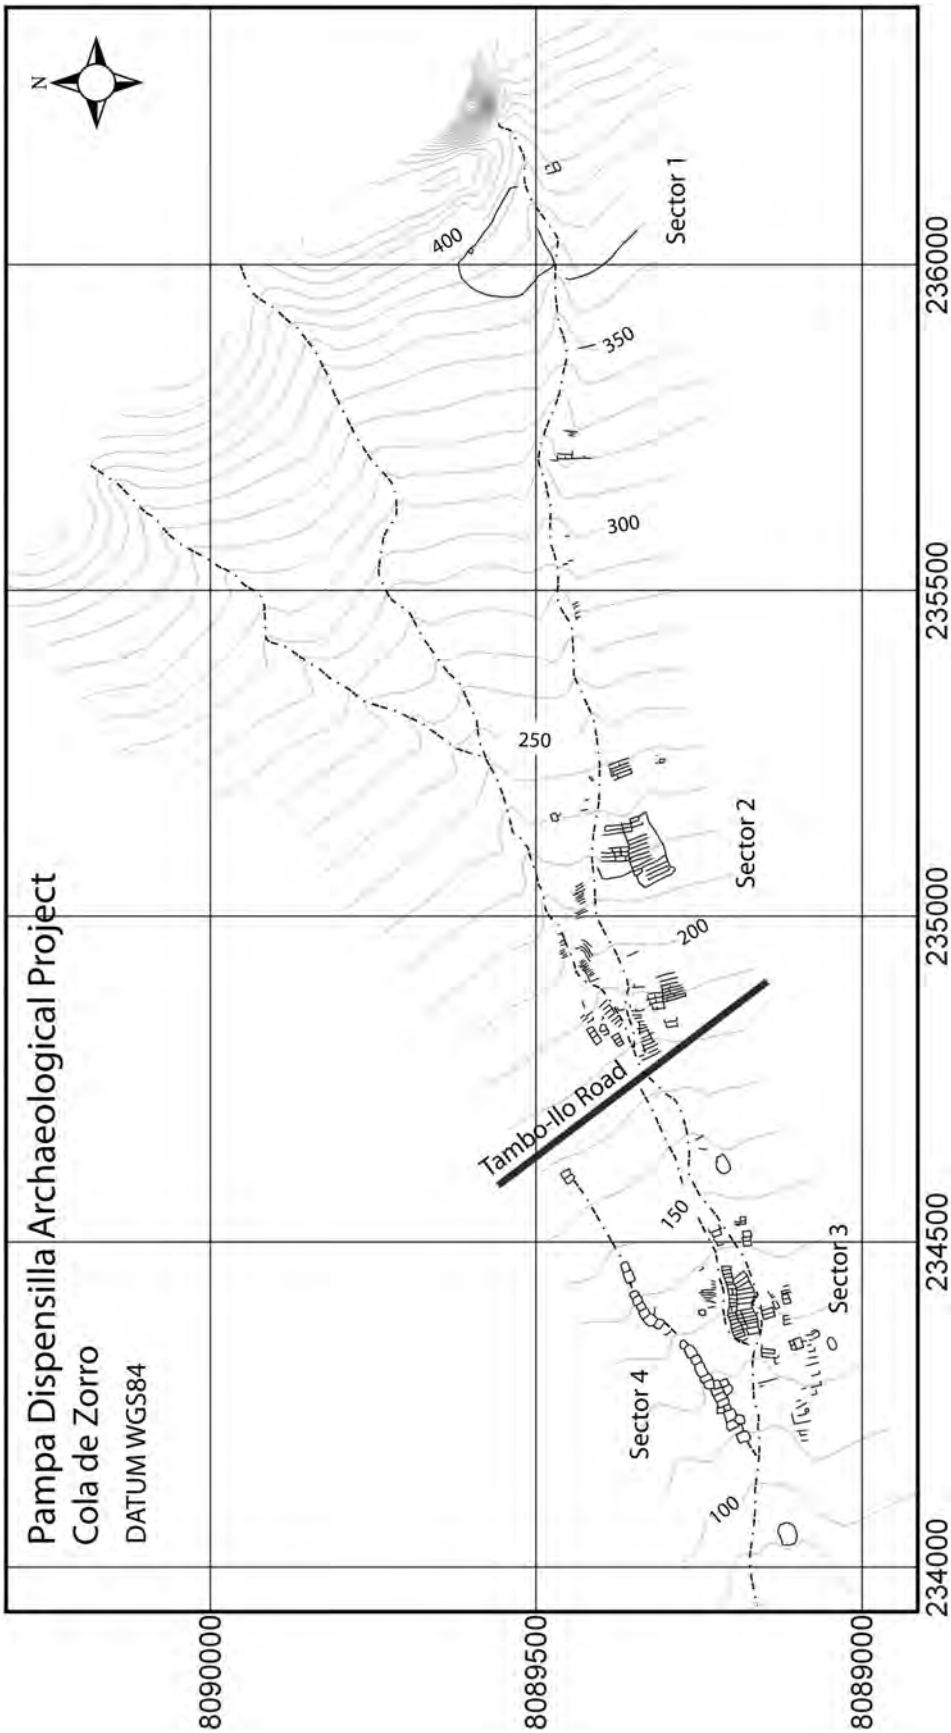 Pampa Dispensilla Archaeological Project
Cola de Zorro
DATUM WGS84
N
400
Sector 1
350
300
250
Sector 2
200
Tambo-Ilo Road
150
Sector 3
Sector 4
100
8090000
8089500
8089000
234000
234500
235000
235500
236000